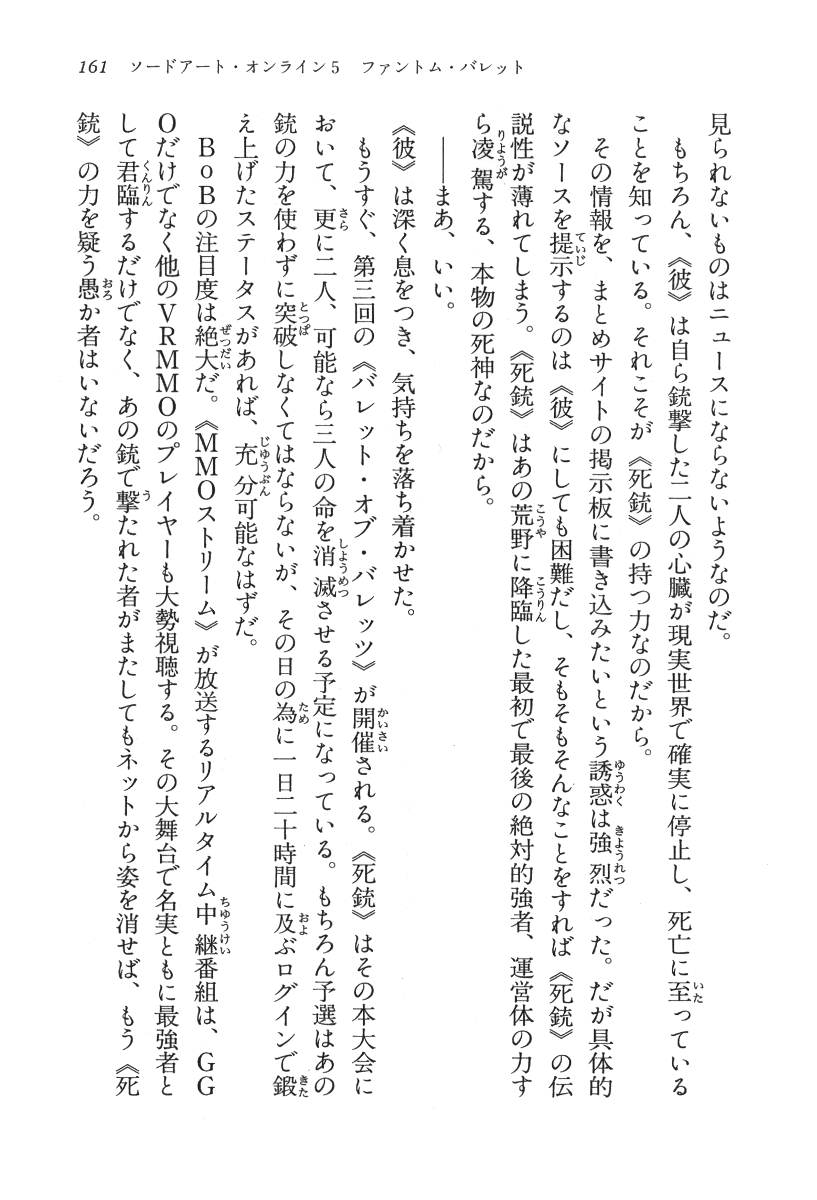 161　ソードアート・オンライン5　ファントム・バレット
見られないものはニュースにならないようなのだ。
　もちろん、《彼》は自ら銃撃した二人の心臓が現実世界で確実に停止し、死亡に至っている
ことを知っている。それこそが《死銃》の持つ力なのだから。
　その情報を、まとめサイトの掲示板に書き込みたいという誘惑は強烈だった。だが具体的
なソースを提示するのは《彼》にしても困難だし、そもそもそんなことをすれば《死銃》の伝
説性が薄れてしまう。《死銃》はあの荒野に降臨した最初で最後の絶対的強者、運営体の力す
ら凌駕する、本物の死神なのだから。
　――まあ、いい。
《彼》は深く息をつき、気持ちを落ち着かせた。
　もうすぐ、第三回の《バレット・オブ・バレッツ》が開催される。《死銃》はその本大会に
おいて、更に二人、可能なら三人の命を消滅させる予定になっている。もちろん予選はあの
銃の力を使わずに突破しなくてはならないが、その日の為に一日二十時間に及ぶログインで鍛
え上げたステータスがあれば、充分可能なはずだ。
　BoBの注目度は絶大だ。《MMOストリーム》が放送するリアルタイム中継番組は、GG
Oだけでなく他のVRMMOのプレイヤーも大勢視聴する。その大舞台で名実ともに最強者と
して君臨するだけでなく、あの銃で撃たれた者がまたしてもネットから姿を消せば、もう《死
銃》の力を疑う愚か者はいないだろう。